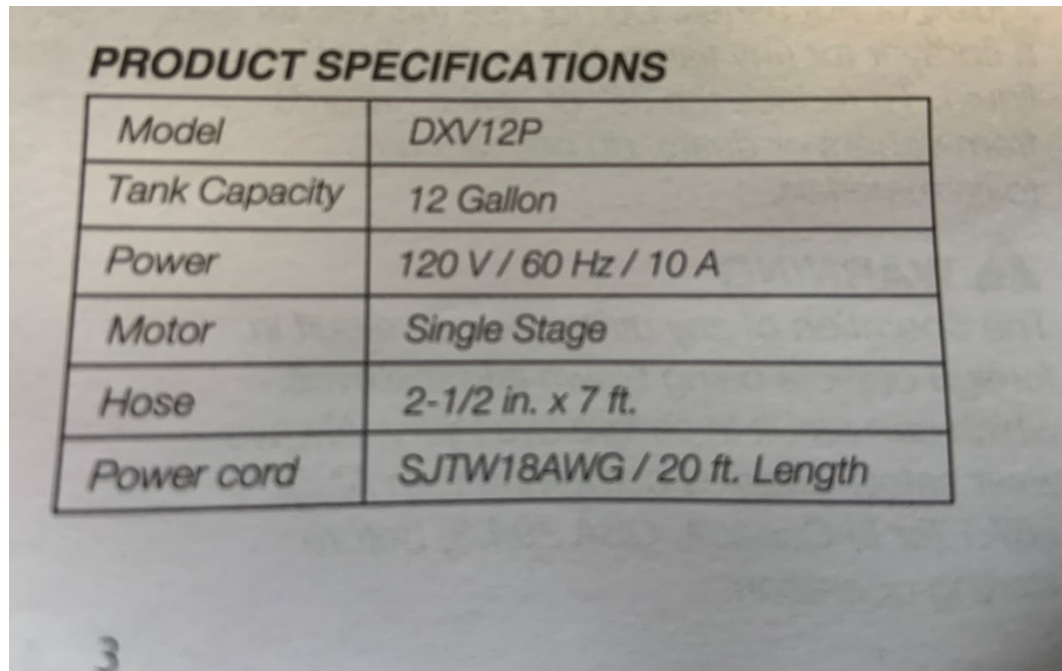 PRODUCT SPECIFICATIONS
Model DXV12P
Tank Capacity 12 Gallon
Power 120 V / 60 Hz / 10 A
Motor Single Stage
Hose 2-1/2 in. x 7 ft.
Power cord SJTW18AWG / 20 ft. Length
3